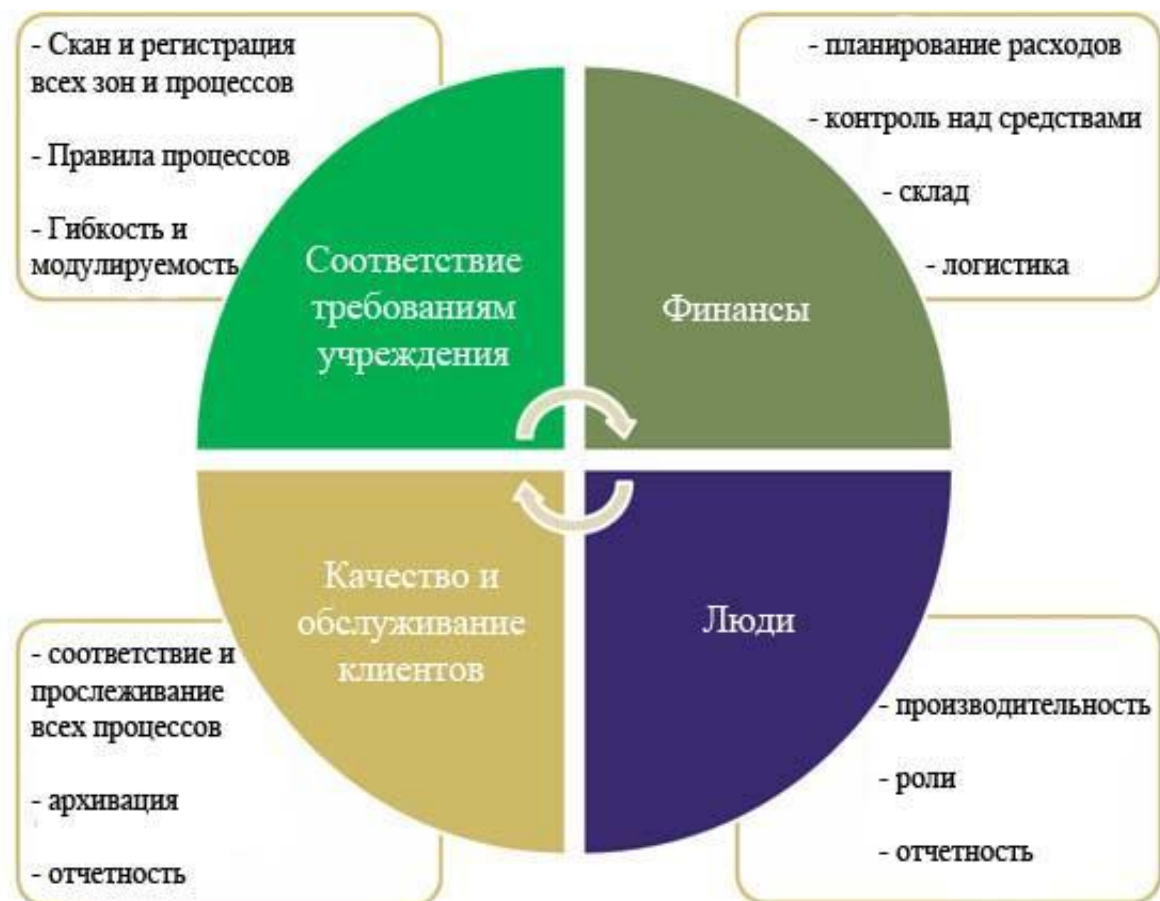 - Скан и регистрация
всех зон и процессов
- Правила процессов
- Гибкость и
модулируемость
Соответствие
требованиям
учреждения
- планирование расходов
- контроль над средствами
- склад
- логистика
Финансы
Качество и
обслуживание
клиентов
- соответствие и
прослеживание
всех процессов
- архивация
- отчетность
Люди
- производительность
- роли
- отчетность